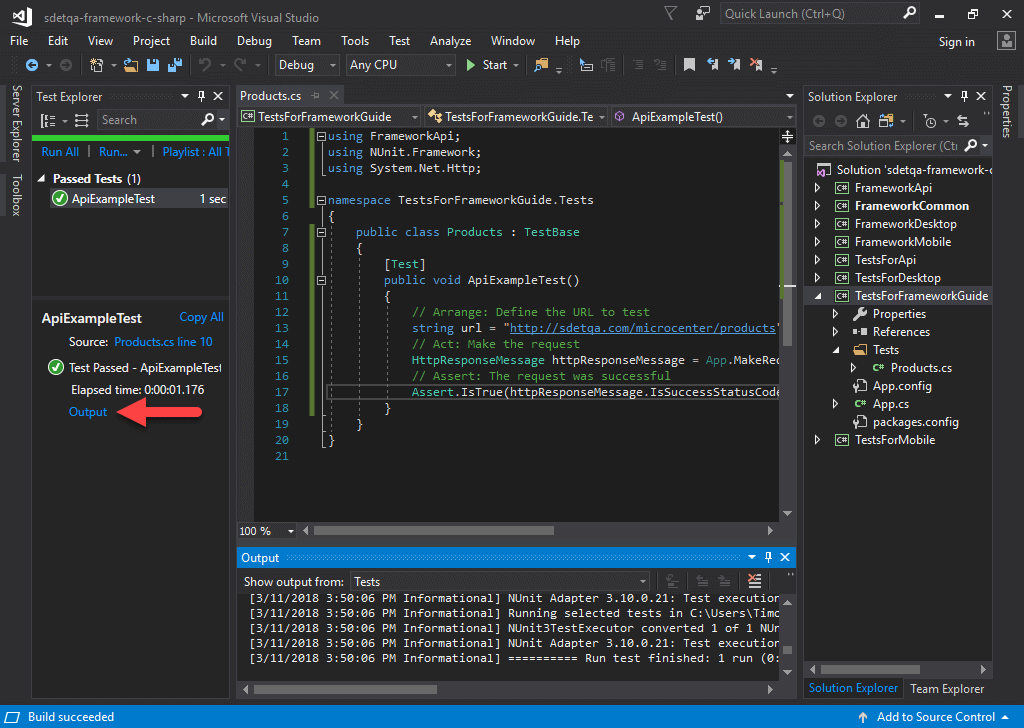 sdetqa-framework-c-sharp - Microsoft Visual Studio
Quick Launch (Ctrl+Q)
File Edit View Project Build Debug Team Tools Test Analyze Window Help
Sign in
Debug Any CPU Start
Server Explorer
Toolbox
Test Explorer
Search
Run All | Run... | Playlist : All T
Passed Tests (1)
ApiExampleTest 1 sec
ApiExampleTest Copy All
Source: Products.cs line 10
Test Passed - ApiExampleTest
Elapsed time: 0:00:01.176
Output
Products.cs
C# TestsForFrameworkGuide TestsForFrameworkGuide.Te ApiExampleTest()
1 using FrameworkApi;
2 using NUnit.Framework;
3 using System.Net.Http;
4
5 namespace TestsForFrameworkGuide.Tests
6 {
7 public class Products : TestBase
8 {
9 [Test]
10 public void ApiExampleTest()
11 {
12 // Arrange: Define the URL to test
13 string url = "http://sdetqa.com/microcenter/products"
14 // Act: Make the request
15 HttpResponseMessage httpResponseMessage = App.MakeRec
16 // Assert: The request was successful
17 Assert.IsTrue(httpResponseMessage.IsSuccessStatusCode
18 }
19 }
20 }
21
100 %
Output
Show output from: Tests
[3/11/2018 3:50:06 PM Informational] NUnit Adapter 3.10.0.21: Test execution
[3/11/2018 3:50:06 PM Informational] Running selected tests in C:\Users\Timo
[3/11/2018 3:50:06 PM Informational] NUnit3TestExecutor converted 1 of 1 NUn
[3/11/2018 3:50:06 PM Informational] NUnit Adapter 3.10.0.21: Test execution
[3/11/2018 3:50:06 PM Informational] ========== Run test finished: 1 run (0:
Solution Explorer
Search Solution Explorer (Ctr
Solution 'sdetqa-framework-c
C# FrameworkApi
C# FrameworkCommon
C# FrameworkDesktop
C# FrameworkMobile
C# TestsForApi
C# TestsForDesktop
C# TestsForFrameworkGuide
Properties
References
Tests
C# Products.cs
App.config
C# App.cs
packages.config
C# TestsForMobile
Solution Explorer Team Explorer
Properties
Build succeeded
Add to Source Control